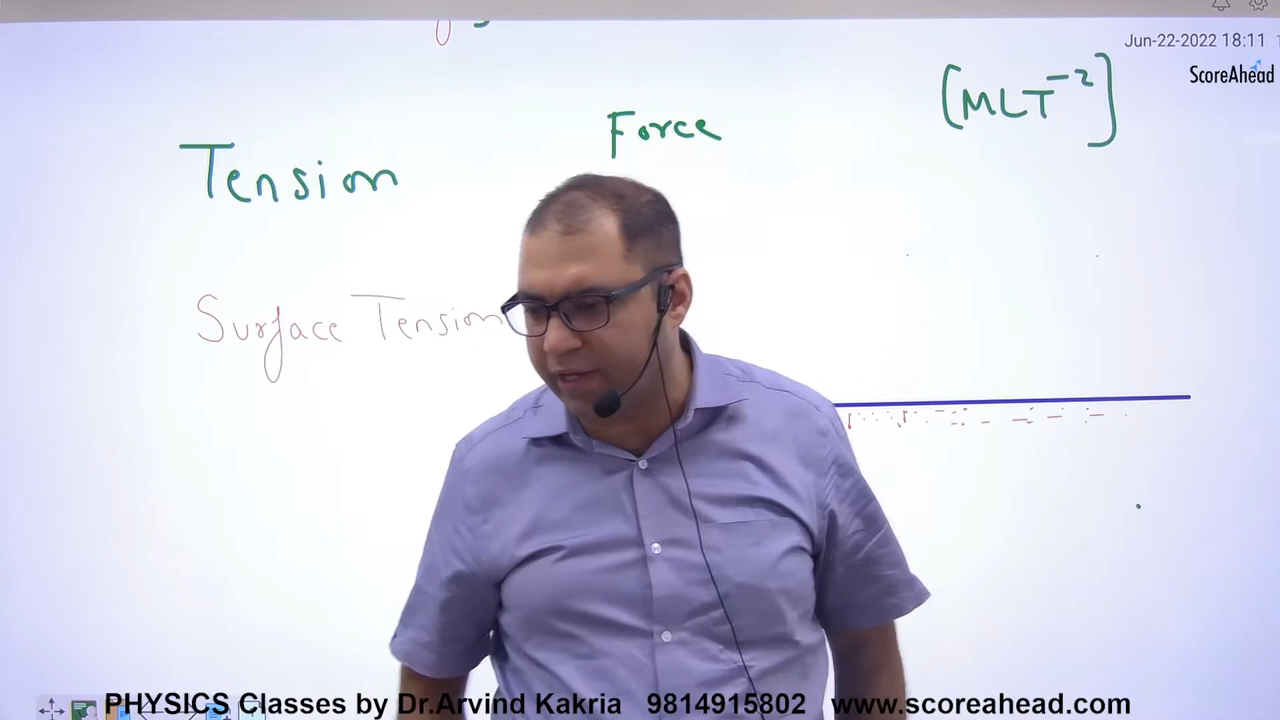 Jun-22-2022 18:11
ScoreAhead
[MLT⁻²]
Force
Tension
Surface Tension
PHYSICS Classes by Dr.Arvind Kakria 9814915802 www.scoreahead.com